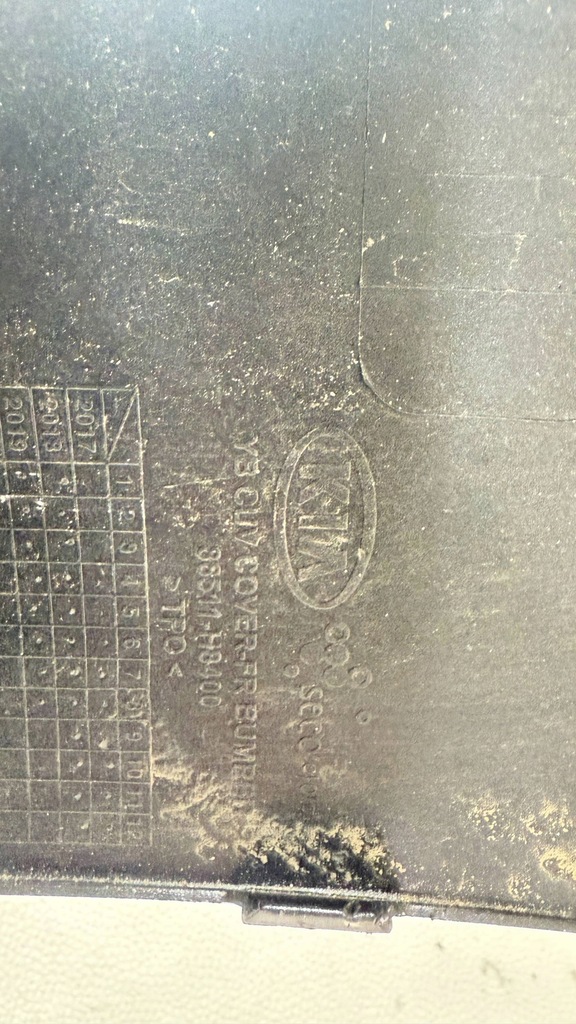 KIA
YB CUV COVER-FR BUMPER
86511-H8400
>TPO<
1 2 3 4 5 6 7 8 9 10 11 12
2017
2018
2019